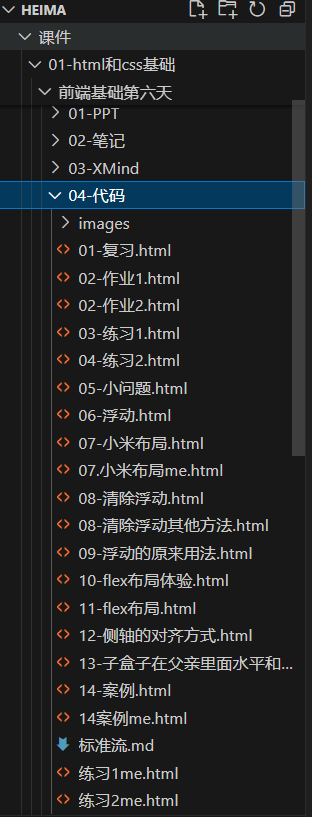 HEIMA
课件
01-html和css基础
前端基础第六天
01-PPT
02-笔记
03-XMind
04-代码
images
01-复习.html
02-作业1.html
02-作业2.html
03-练习1.html
04-练习2.html
05-小问题.html
06-浮动.html
07-小米布局.html
07.小米布局me.html
08-清除浮动.html
08-清除浮动其他方法.html
09-浮动的原来用法.html
10-flex布局体验.html
11-flex布局.html
12-侧轴的对齐方式.html
13-子盒子在父亲里面水平和...
14-案例.html
14案例me.html
标准流.md
练习1me.html
练习2me.html